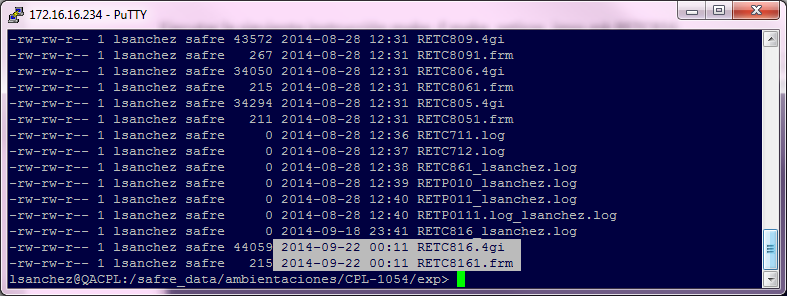 172.16.16.234 - PuTTY
-rw-rw-r-- 1 lsanchez safre 43572 2014-08-28 12:31 RETC809.4gi
-rw-rw-r-- 1 lsanchez safre   267 2014-08-28 12:31 RETC8091.frm
-rw-rw-r-- 1 lsanchez safre 34050 2014-08-28 12:31 RETC806.4gi
-rw-rw-r-- 1 lsanchez safre   215 2014-08-28 12:31 RETC8061.frm
-rw-rw-r-- 1 lsanchez safre 34294 2014-08-28 12:31 RETC805.4gi
-rw-rw-r-- 1 lsanchez safre   211 2014-08-28 12:31 RETC8051.frm
-rw-rw-r-- 1 lsanchez safre     0 2014-08-28 12:36 RETC711.log
-rw-rw-r-- 1 lsanchez safre     0 2014-08-28 12:37 RETC712.log
-rw-rw-r-- 1 lsanchez safre     0 2014-08-28 12:38 RETC861_lsanchez.log
-rw-rw-r-- 1 lsanchez safre     0 2014-08-28 12:39 RETP010_lsanchez.log
-rw-rw-r-- 1 lsanchez safre     0 2014-08-28 12:40 RETP011_lsanchez.log
-rw-rw-r-- 1 lsanchez safre     0 2014-08-28 12:40 RETP0111.log_lsanchez.log
-rw-rw-r-- 1 lsanchez safre     0 2014-09-18 23:41 RETC816_lsanchez.log
-rw-rw-r-- 1 lsanchez safre 44059 2014-09-22 00:11 RETC816.4gi
-rw-rw-r-- 1 lsanchez safre   215 2014-09-22 00:11 RETC8161.frm
lsanchez@QACPL:/safre_data/ambientaciones/CPL-1054/exp>